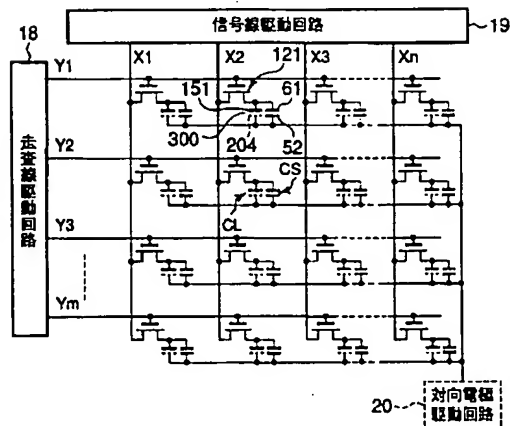 信号線駆動回路
19
18
走査線駆動回路
X1 X2 X3 Xn
121
Y1
151
61
300
204
52
Y2
CS
CL
Y3
Ym
20
対向電極
駆動回路